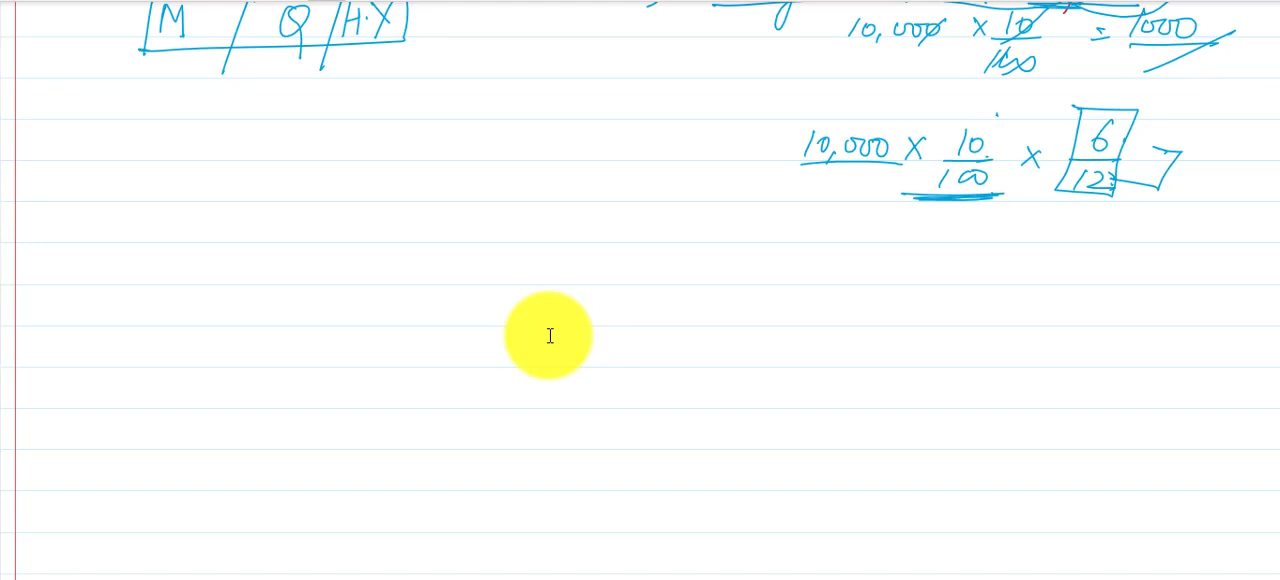 M / Q / H.Y
10,000 × 10/100 = 1000
10,000 × 10/100 × 6/12